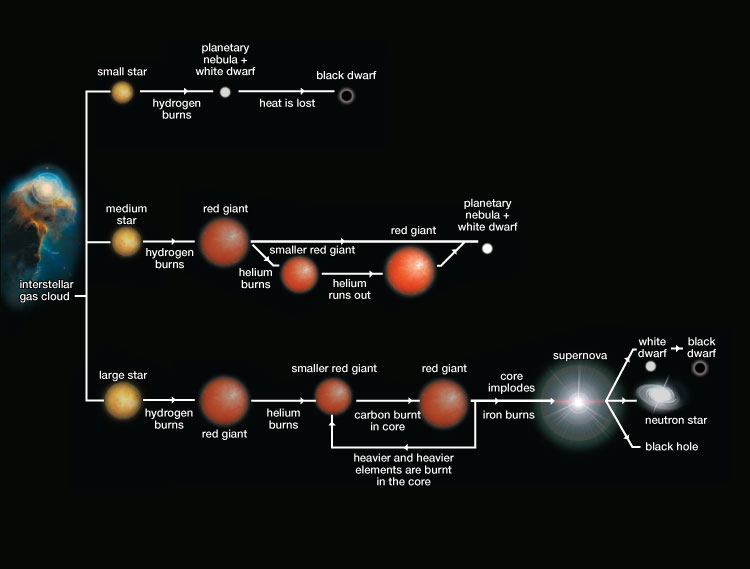 planetary
nebula +
white dwarf
small star
black dwarf
hydrogen
burns
heat is lost
medium
star
red giant
red giant
planetary
nebula +
white dwarf
smaller red giant
hydrogen
burns
helium
burns
helium
runs out
interstellar
gas cloud
large star
smaller red giant
red giant
core
implodes
supernova
white
dwarf
black
dwarf
hydrogen
burns
red giant
helium
burns
carbon burnt
in core
iron burns
neutron star
black hole
heavier and heavier
elements are burnt
in the core